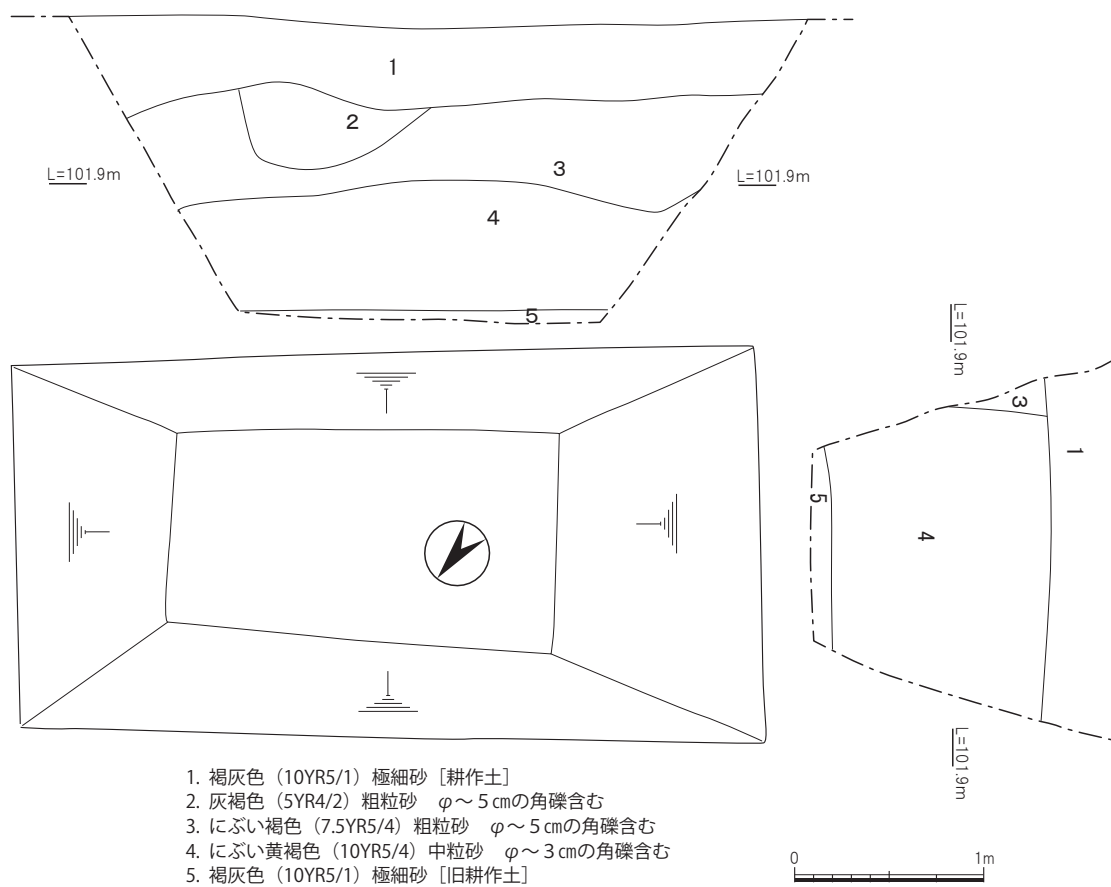 1
2
3
L=101.9m
L=101.9m
4
5
L=101.9m
3
1
5
4
L=101.9m
1. 褐灰色（10YR5/1）極細砂［耕作土］
2. 灰褐色（5YR4/2）粗粒砂　φ～5㎝の角礫含む
3. にぶい褐色（7.5YR5/4）粗粒砂　φ～5㎝の角礫含む
4. にぶい黄褐色（10YR5/4）中粒砂　φ～3㎝の角礫含む
5. 褐灰色（10YR5/1）極細砂［旧耕作土］
0 1m